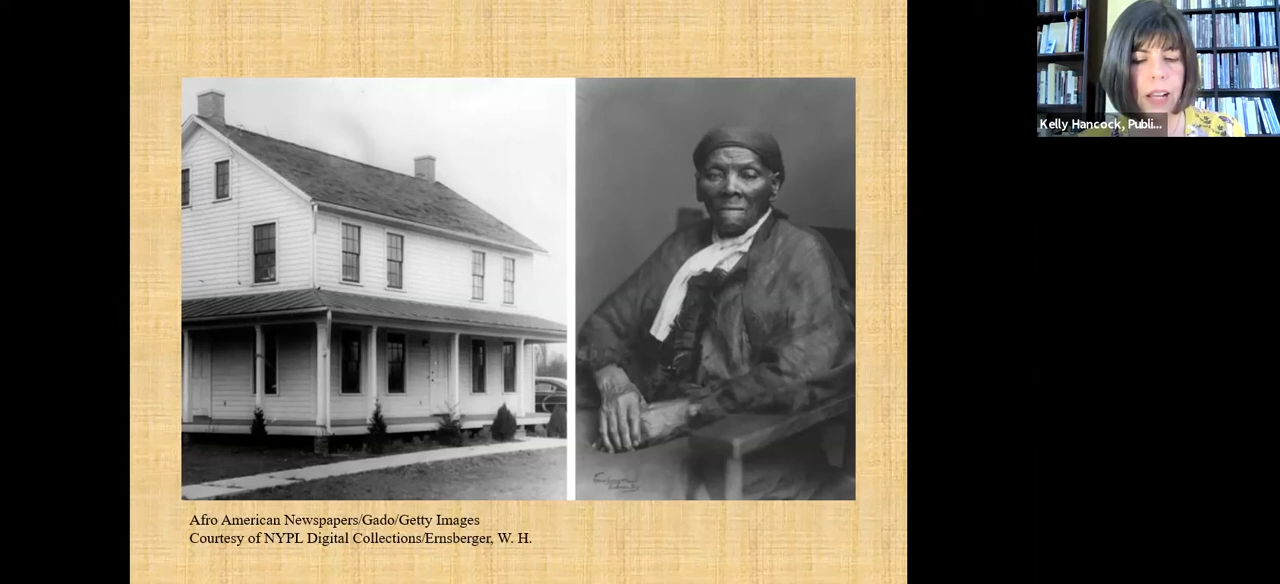 Kelly Hancock, Publi...
Afro American Newspapers/Gado/Getty Images
Courtesy of NYPL Digital Collections/Ernsberger, W. H.